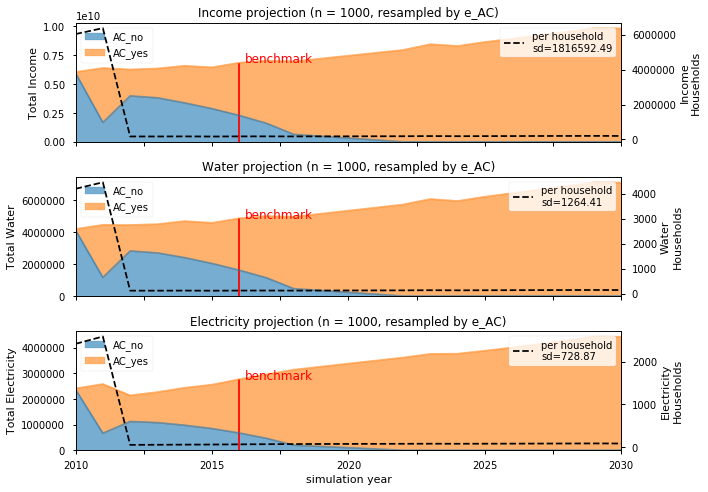 Income projection (n = 1000, resampled by e_AC)
1e10
1.00
0.75
0.50
0.25
0.00
Total Income
AC_no
AC_yes
benchmark
per household
sd=1816592.49
6000000
4000000
2000000
0
Income
Households
Water projection (n = 1000, resampled by e_AC)
6000000
4000000
2000000
0
Total Water
AC_no
AC_yes
benchmark
per household
sd=1264.41
4000
3000
2000
1000
0
Water
Households
Electricity projection (n = 1000, resampled by e_AC)
4000000
3000000
2000000
1000000
0
Total Electricity
AC_no
AC_yes
benchmark
per household
sd=728.87
2000
1000
0
Electricity
Households
2010 2015 2020 2025 2030
simulation year